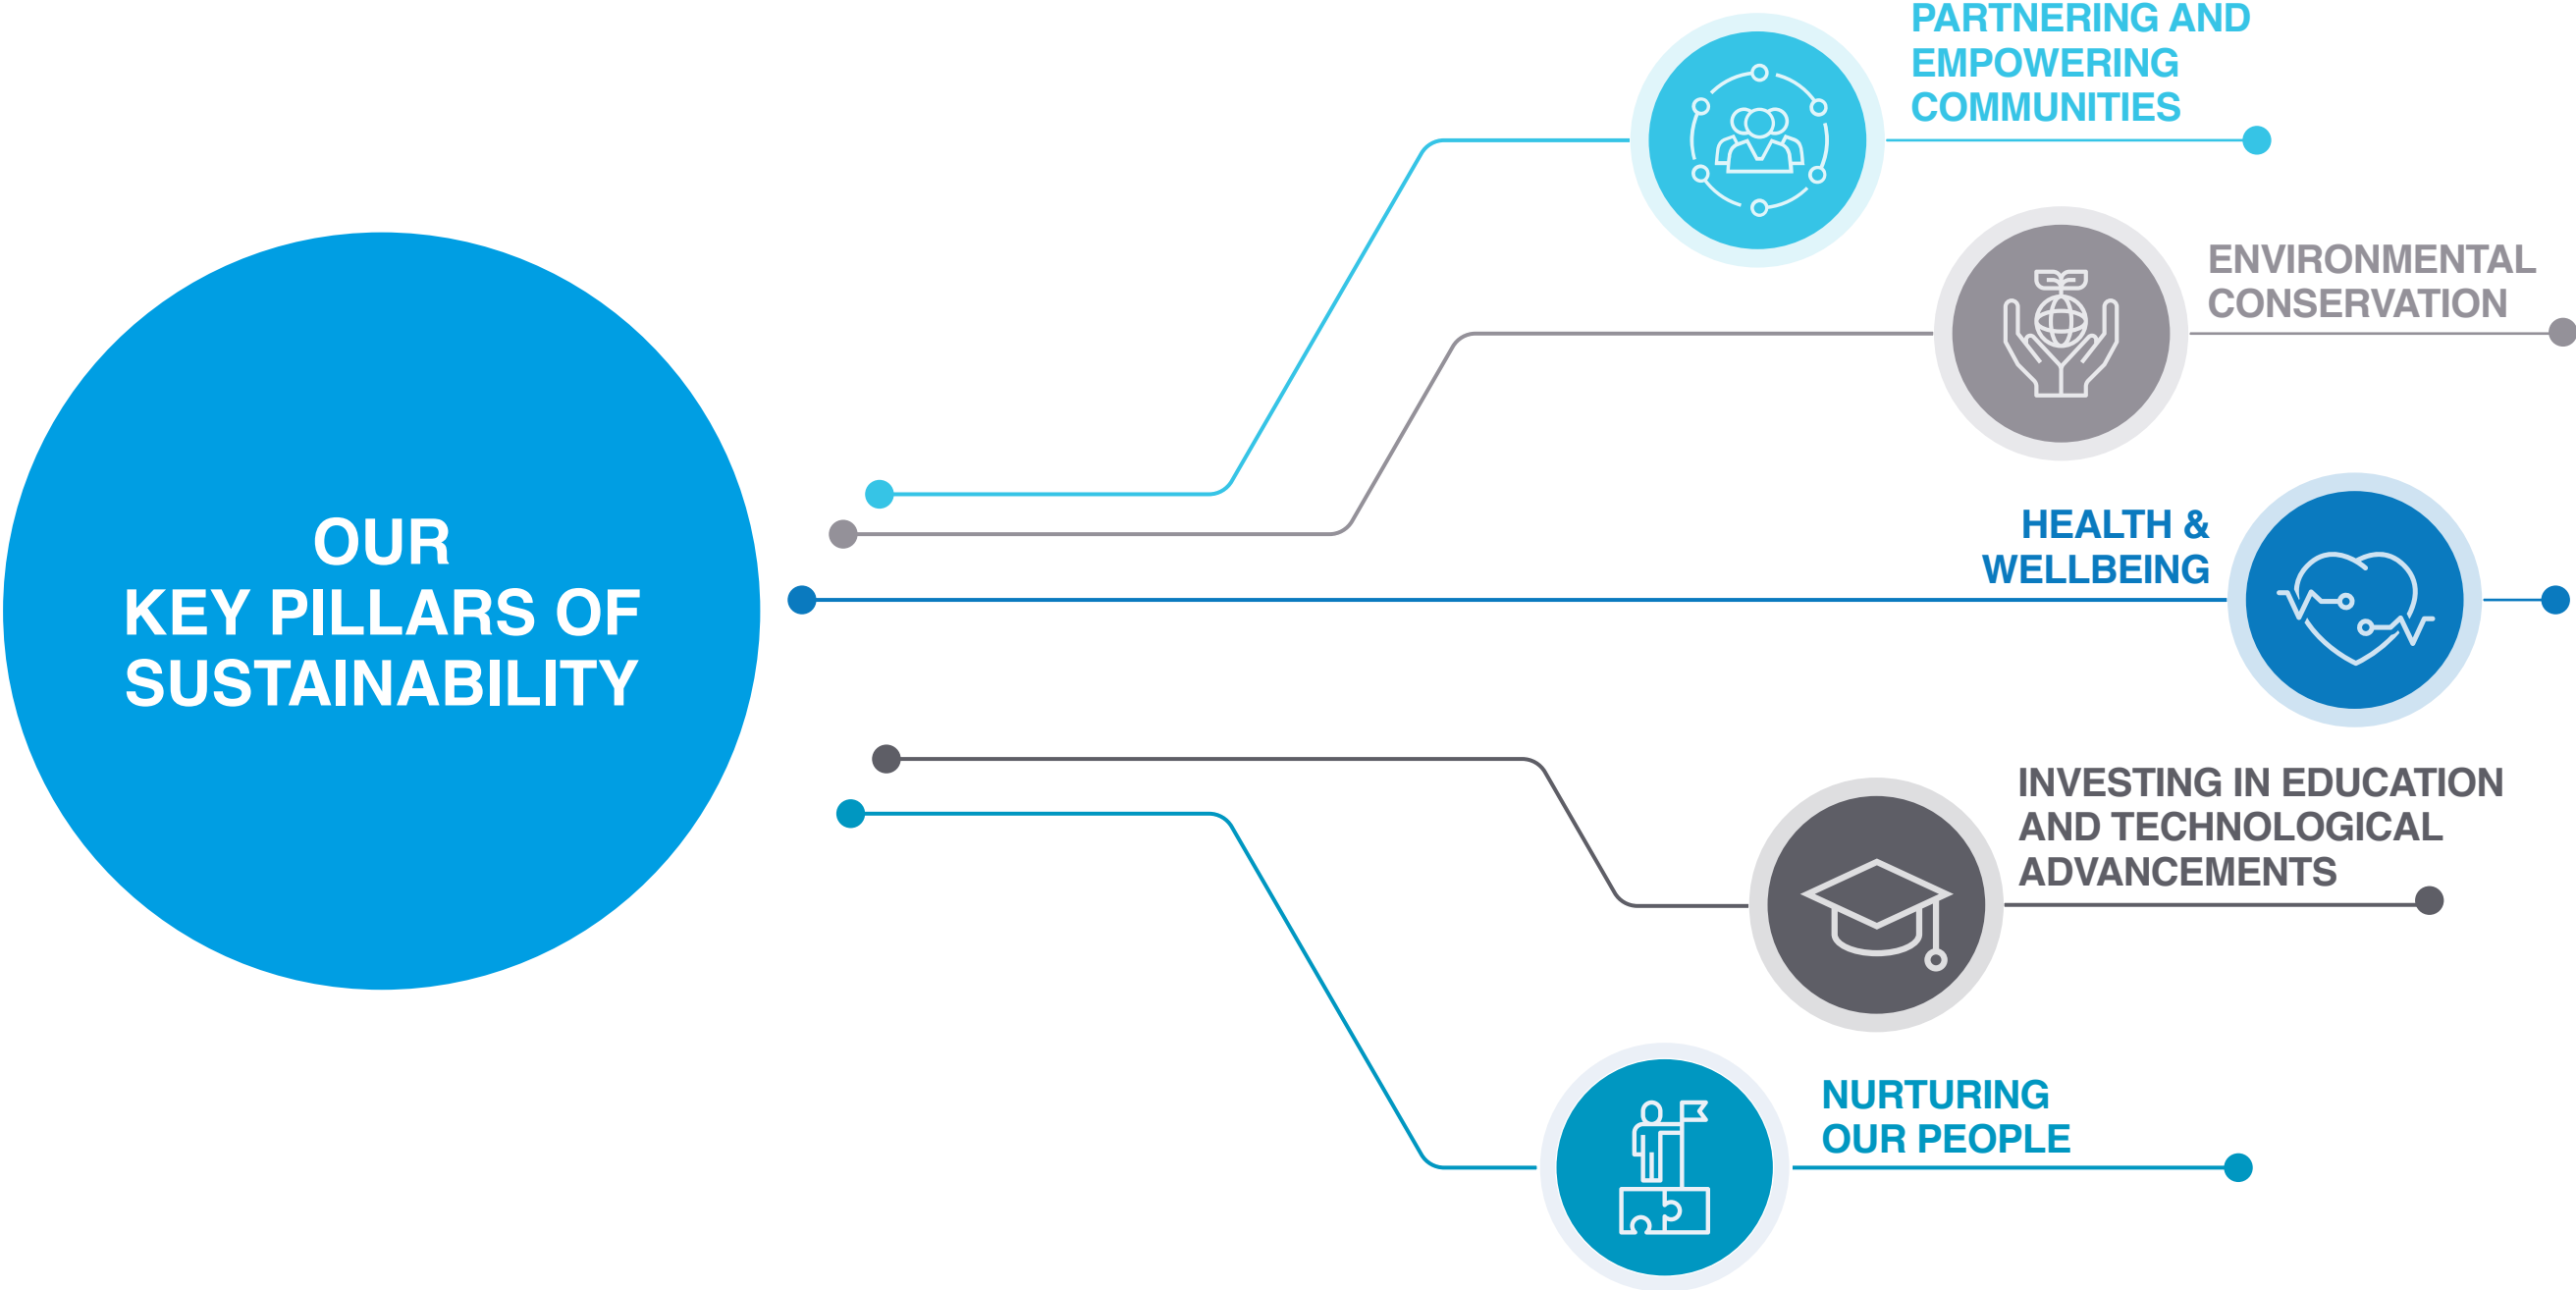 OUR
KEY PILLARS OF
SUSTAINABILITY
PARTNERING AND
EMPOWERING
COMMUNITIES
ENVIRONMENTAL
CONSERVATION
HEALTH &
WELLBEING
INVESTING IN EDUCATION
AND TECHNOLOGICAL
ADVANCEMENTS
NURTURING
OUR PEOPLE